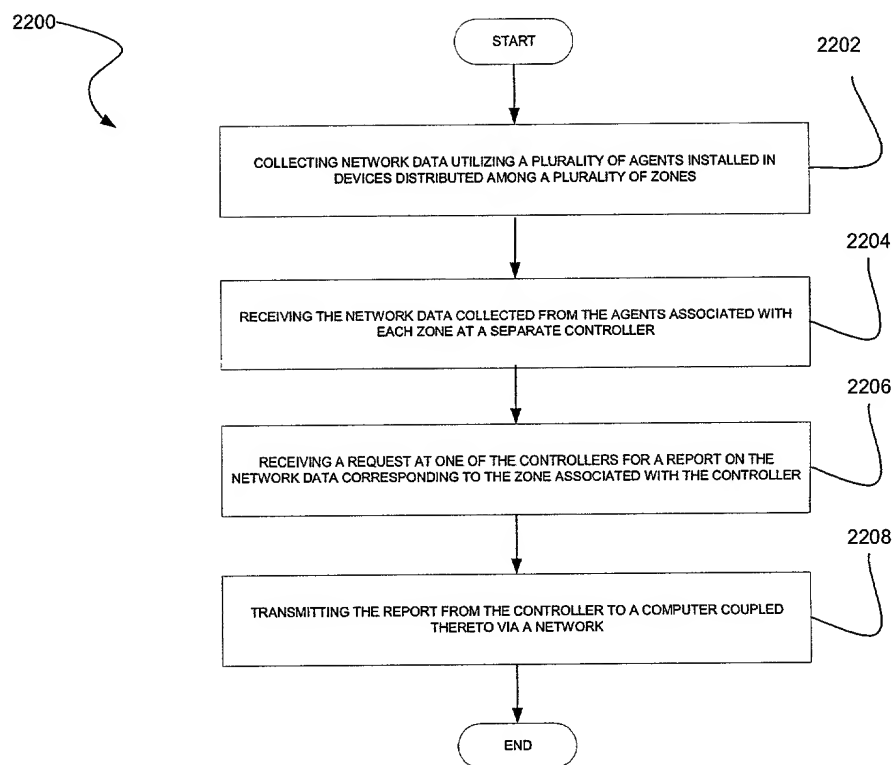 2200
START
2202
COLLECTING NETWORK DATA UTILIZING A PLURALITY OF AGENTS INSTALLED IN
DEVICES DISTRIBUTED AMONG A PLURALITY OF ZONES
2204
RECEIVING THE NETWORK DATA COLLECTED FROM THE AGENTS ASSOCIATED WITH
EACH ZONE AT A SEPARATE CONTROLLER
2206
RECEIVING A REQUEST AT ONE OF THE CONTROLLERS FOR A REPORT ON THE
NETWORK DATA CORRESPONDING TO THE ZONE ASSOCIATED WITH THE CONTROLLER
2208
TRANSMITTING THE REPORT FROM THE CONTROLLER TO A COMPUTER COUPLED
THERETO VIA A NETWORK
END